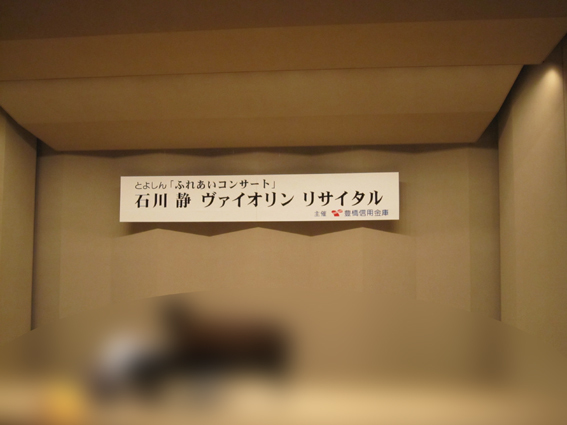 とよしん「ふれあいコンサート」
石川 静 ヴァイオリン リサイタル
主催 豊橋信用金庫